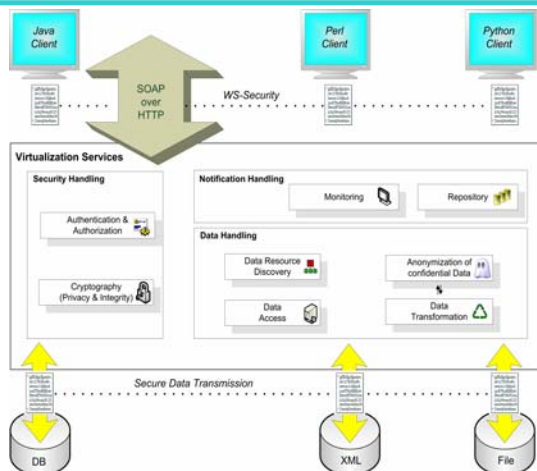 Java
Client
Perl
Client
Python
Client
SOAP
over
HTTP
WS-Security
Virtualization Services
Security Handling
Authentication &
Authorization
Cryptography
(Privacy & Integrity)
Notification Handling
Monitoring
Repository
Data Handling
Data Resource
Discovery
Anonymization of
confidential Data
Data
Access
Data
Transformation
Secure Data Transmission
DB
XML
File